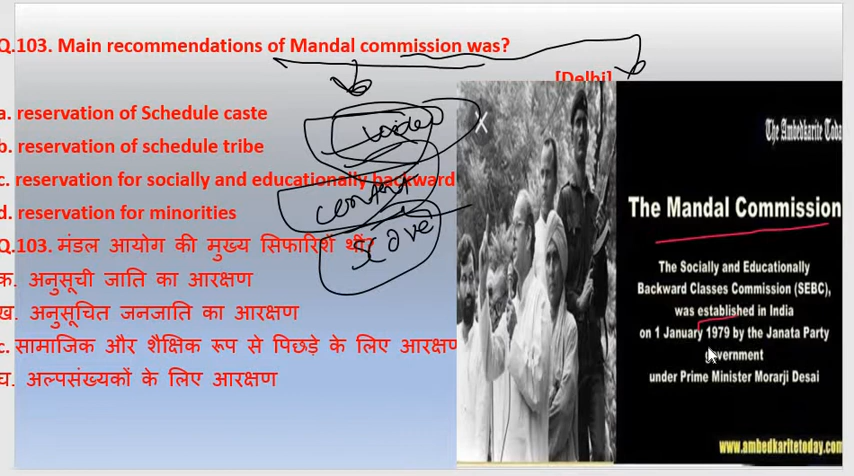 Q.103. Main recommendations of Mandal commission was?
[Delhi]
a. reservation of Schedule caste
b. reservation of schedule tribe
c. reservation for socially and educationally backward
d. reservation for minorities
Q.103. मंडल आयोग की मुख्य सिफारिशें थीं?
क. अनुसूची जाति का आरक्षण
ख. अनुसूचित जनजाति का आरक्षण
c. सामाजिक और शैक्षिक रूप से पिछड़े के लिए आरक्षण
घ. अल्पसंख्यकों के लिए आरक्षण
The Ambedkarite Today
The Mandal Commission
The Socially and Educationally
Backward Classes Commission (SEBC),
was established in India
on 1 January 1979 by the Janata Party
government
under Prime Minister Morarji Desai
www.ambedkaritetoday.com